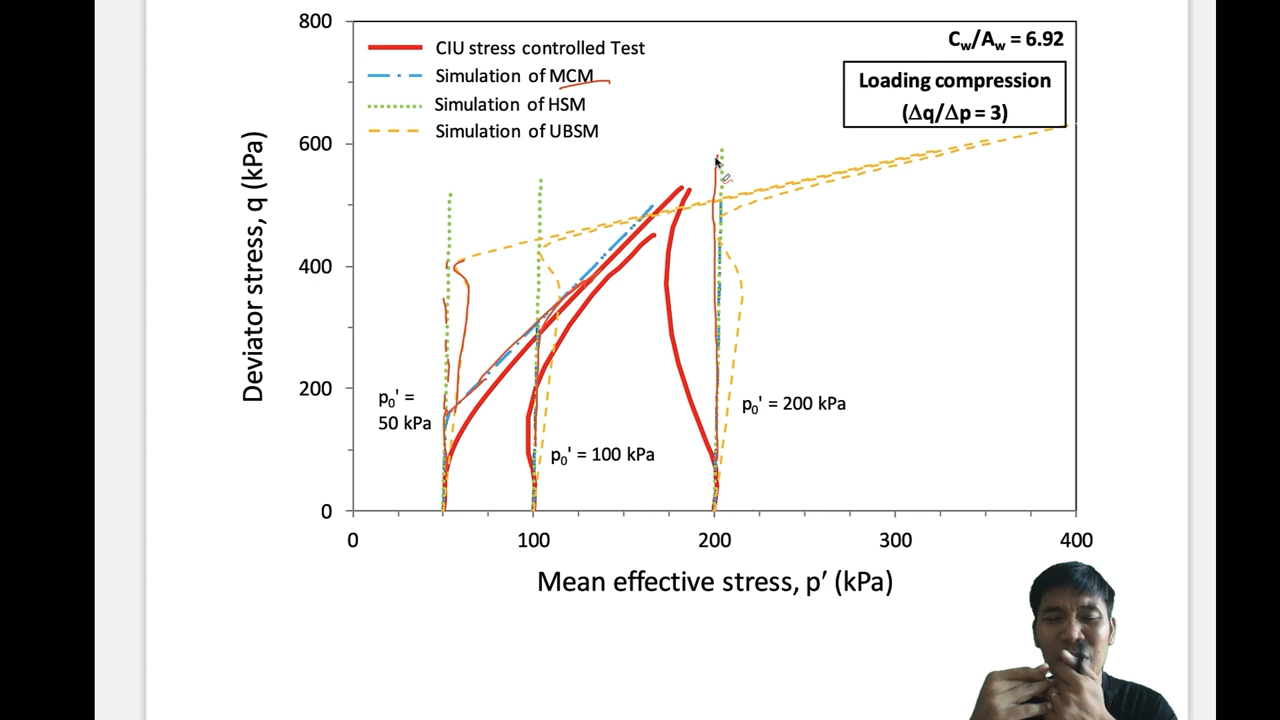 800
600
400
200
0
Deviator stress, q (kPa)
CIU stress controlled Test
Simulation of MCM
Simulation of HSM
Simulation of UBSM
Cw/Aw = 6.92
Loading compression
(Δq/Δp = 3)
p0' =
50 kPa
p0' = 100 kPa
p0' = 200 kPa
0 100 200 300 400
Mean effective stress, p′ (kPa)